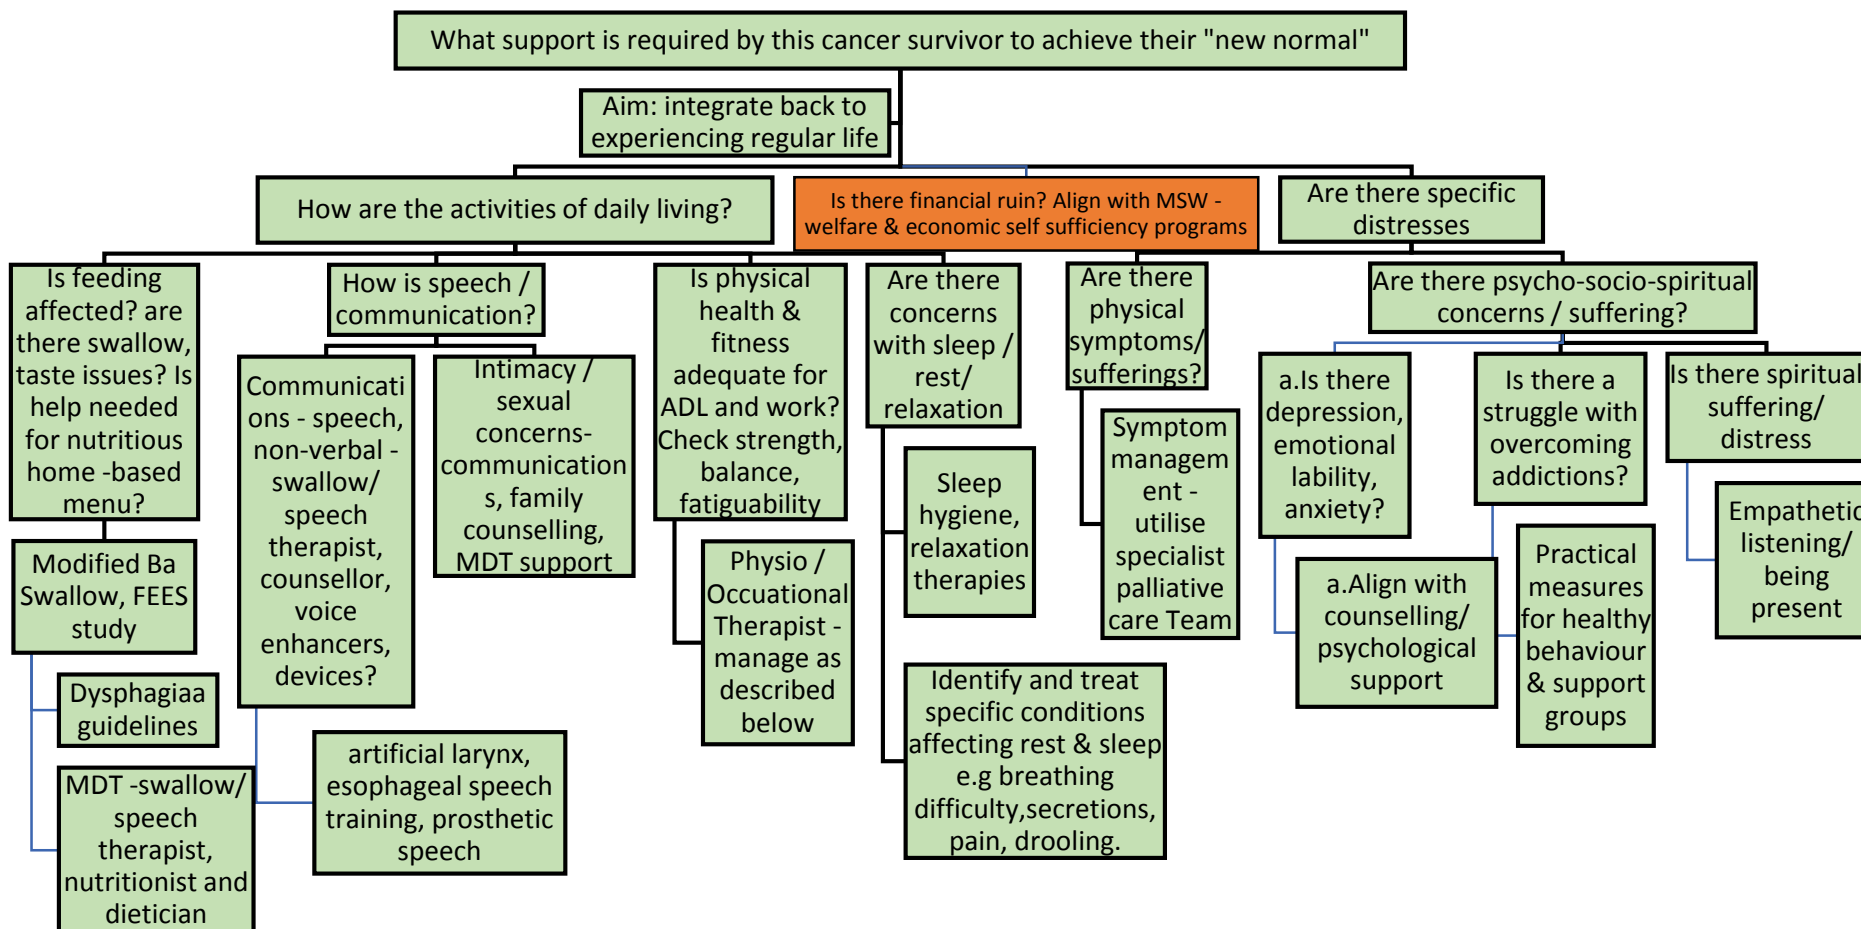 What support is required by this cancer survivor to achieve their "new normal"
Aim: integrate back to
experiencing regular life
How are the activities of daily living?
Is there financial ruin? Align with MSW -
welfare & economic self sufficiency programs
Are there specific
distresses
Is feeding
affected? are
there swallow,
taste issues? Is
help needed
for nutritious
home -based
menu?
Modified Ba
Swallow, FEES
study
Dysphagiaa
guidelines
MDT -swallow/
speech
therapist,
nutritionist and
dietician
How is speech /
communication?
Communicati
ons - speech,
non-verbal -
swallow/
speech
therapist,
counsellor,
voice
enhancers,
devices?
artificial larynx,
esophageal speech
training, prosthetic
speech
Intimacy /
sexual
concerns-
communication
s, family
counselling,
MDT support
Is physical
health &
fitness
adequate for
ADL and work?
Check strength,
balance,
fatiguability
Physio /
Occuational
Therapist -
manage as
described
below
Are there
concerns
with sleep /
rest/
relaxation
Sleep
hygiene,
relaxation
therapies
Identify and treat
specific conditions
affecting rest & sleep
e.g breathing
difficulty,secretions,
pain, drooling.
Are there
physical
symptoms/
sufferings?
Symptom
managem
ent -
utilise
specialist
palliative
care Team
Are there psycho-socio-spiritual
concerns / suffering?
a.Is there
depression,
emotional
lability,
anxiety?
a.Align with
counselling/
psychological
support
Is there a
struggle with
overcoming
addictions?
Practical
measures
for healthy
behaviour
& support
groups
Is there spiritual
suffering/
distress
Empathetic
listening/
being
present